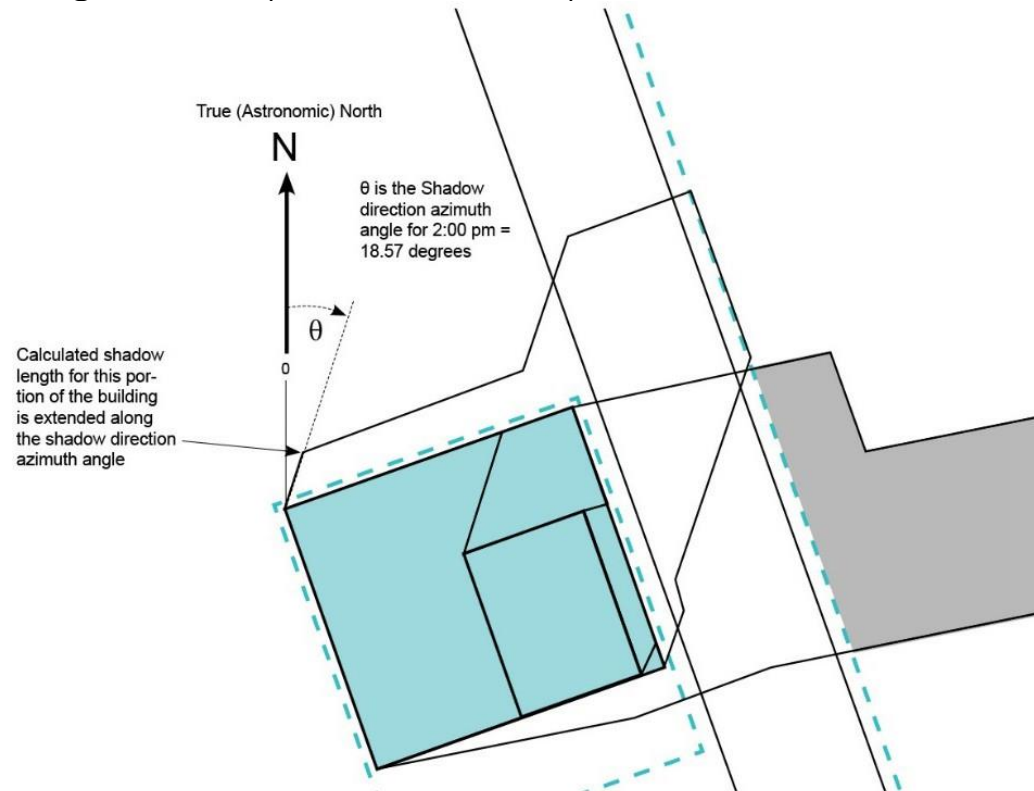 True (Astronomic) North
N
θ is the Shadow
direction azimuth
angle for 2:00 pm =
18.57 degrees
θ
0
Calculated shadow
length for this por-
tion of the building
is extended along
the shadow direction
azimuth angle